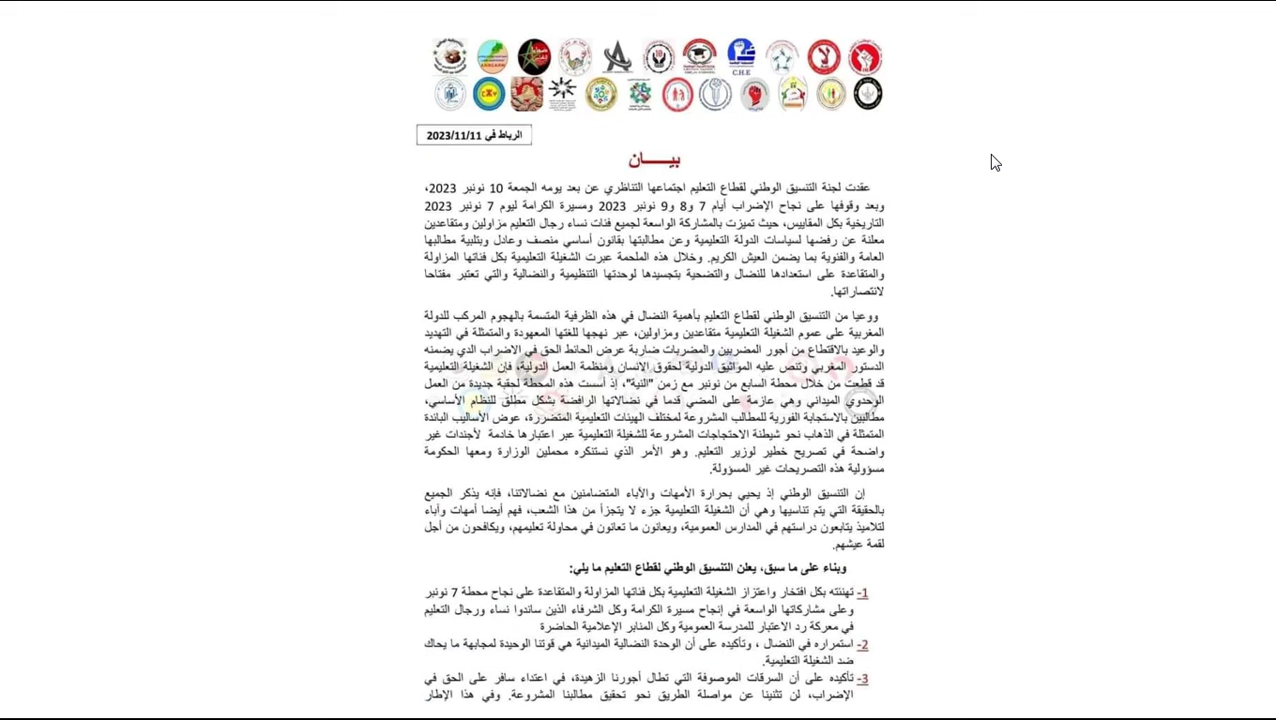 C.H.E
الرباط في 2023/11/11
بيـــــان
عقدت لجنة التنسيق الوطني لقطاع التعليم اجتماعها التناظري عن بعد يومه الجمعة 10 نونبر 2023،
وبعد وقوفها على نجاح الإضراب أيام 7 و8 و9 نونبر 2023 ومسيرة الكرامة ليوم 7 نونبر 2023
التاريخية بكل المقاييس، حيث تميزت بالمشاركة الواسعة لجميع فئات نساء رجال التعليم مزاولين ومتقاعدين
معلنة عن رفضها لسياسات الدولة التعليمية وعن مطالبتها بقانون أساسي منصف وعادل وبتلبية مطالبها
العامة والفئوية بما يضمن العيش الكريم. وخلال هذه الملحمة عبرت الشغيلة التعليمية بكل فئاتها المزاولة
والمتقاعدة على استعدادها للنضال والتضحية بتجسيدها لوحدتها التنظيمية والنضالية والتي تعتبر مفتاحا
لانتصاراتها.
ووعيا من التنسيق الوطني لقطاع التعليم بأهمية النضال في هذه الظرفية المتسمة بالهجوم المركب للدولة
المغربية على عموم الشغيلة التعليمية متقاعدين ومزاولين، عبر نهجها للغتها المعهودة والمتمثلة في التهديد
والوعيد بالاقتطاع من أجور المضربين والمضربات ضاربة عرض الحائط الحق في الاضراب الدي يضمنه
الدستور المغربي وتنص عليه المواثيق الدولية لحقوق الإنسان ومنظمة العمل الدولية، فإن الشغيلة التعليمية
قد قطعت من خلال محطة السابع من نونبر مع زمن "النية"، إذ أسست هذه المحطة لحقبة جديدة من العمل
الوحدوي الميداني وهي عازمة على المضي قدما في نضالاتها الرافضة بشكل مطلق للنظام الأساسي،
مطالبين بالاستجابة الفورية للمطالب المشروعة لمختلف الهيئات التعليمية المتضررة، عوض الأساليب البائدة
المتمثلة في الذهاب نحو شيطنة الاحتجاجات المشروعة للشغيلة التعليمية عبر اعتبارها خادمة لأجندات غير
واضحة في تصريح خطير لوزير التعليم. وهو الأمر الذي نستنكره محملين الوزارة ومعها الحكومة
مسؤولية هذه التصريحات غير المسؤولة.
إن التنسيق الوطني إذ يحيي بحرارة الأمهات والآباء المتضامنين مع نضالاتنا، فإنه يذكر الجميع
بالحقيقة التي يتم تناسيها وهي أن الشغيلة التعليمية جزء لا يتجزأ من هذا الشعب، فهم أيضا أمهات وآباء
لتلاميذ يتابعون دراستهم في المدارس العمومية، ويعانون ما تعانون في محاولة تعليمهم، ويكافحون من أجل
لقمة عيشهم.
وبناء على ما سبق، يعلن التنسيق الوطني لقطاع التعليم ما يلي:
1- تهنئته بكل افتخار واعتزاز الشغيلة التعليمية بكل فئاتها المزاولة والمتقاعدة على نجاح محطة 7 نونبر
وعلى مشاركاتها الواسعة في إنجاح مسيرة الكرامة وكل الشرفاء الذين ساندوا نساء ورجال التعليم
في معركة رد الاعتبار للمدرسة العمومية وكل المنابر الإعلامية الحاضرة
2- استمراره في النضال ، وتأكيده على أن الوحدة النضالية الميدانية هي قوتنا الوحيدة لمجابهة ما يحاك
ضد الشغيلة التعليمية.
3- تأكيده على أن السرقات الموصوفة التي تطال أجورنا الزهيدة، في اعتداء سافر على الحق في
الإضراب، لن تثنينا عن مواصلة الطريق نحو تحقيق مطالبنا المشروعة. وفي هذا الإطار